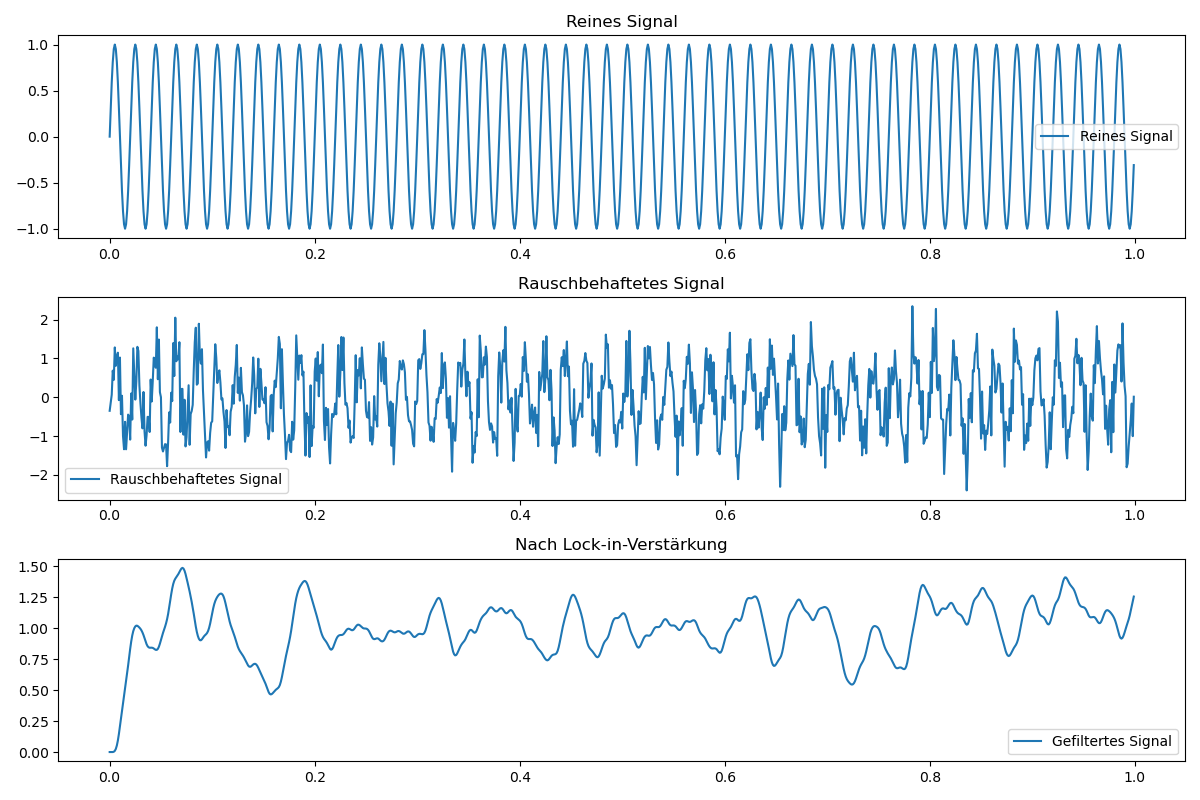 Reines Signal
1.0
0.5
0.0
−0.5
−1.0
Reines Signal
0.0 0.2 0.4 0.6 0.8 1.0
Rauschbehaftetes Signal
2
1
0
−1
−2
Rauschbehaftetes Signal
0.0 0.2 0.4 0.6 0.8 1.0
Nach Lock-in-Verstärkung
1.50
1.25
1.00
0.75
0.50
0.25
0.00
Gefiltertes Signal
0.0 0.2 0.4 0.6 0.8 1.0